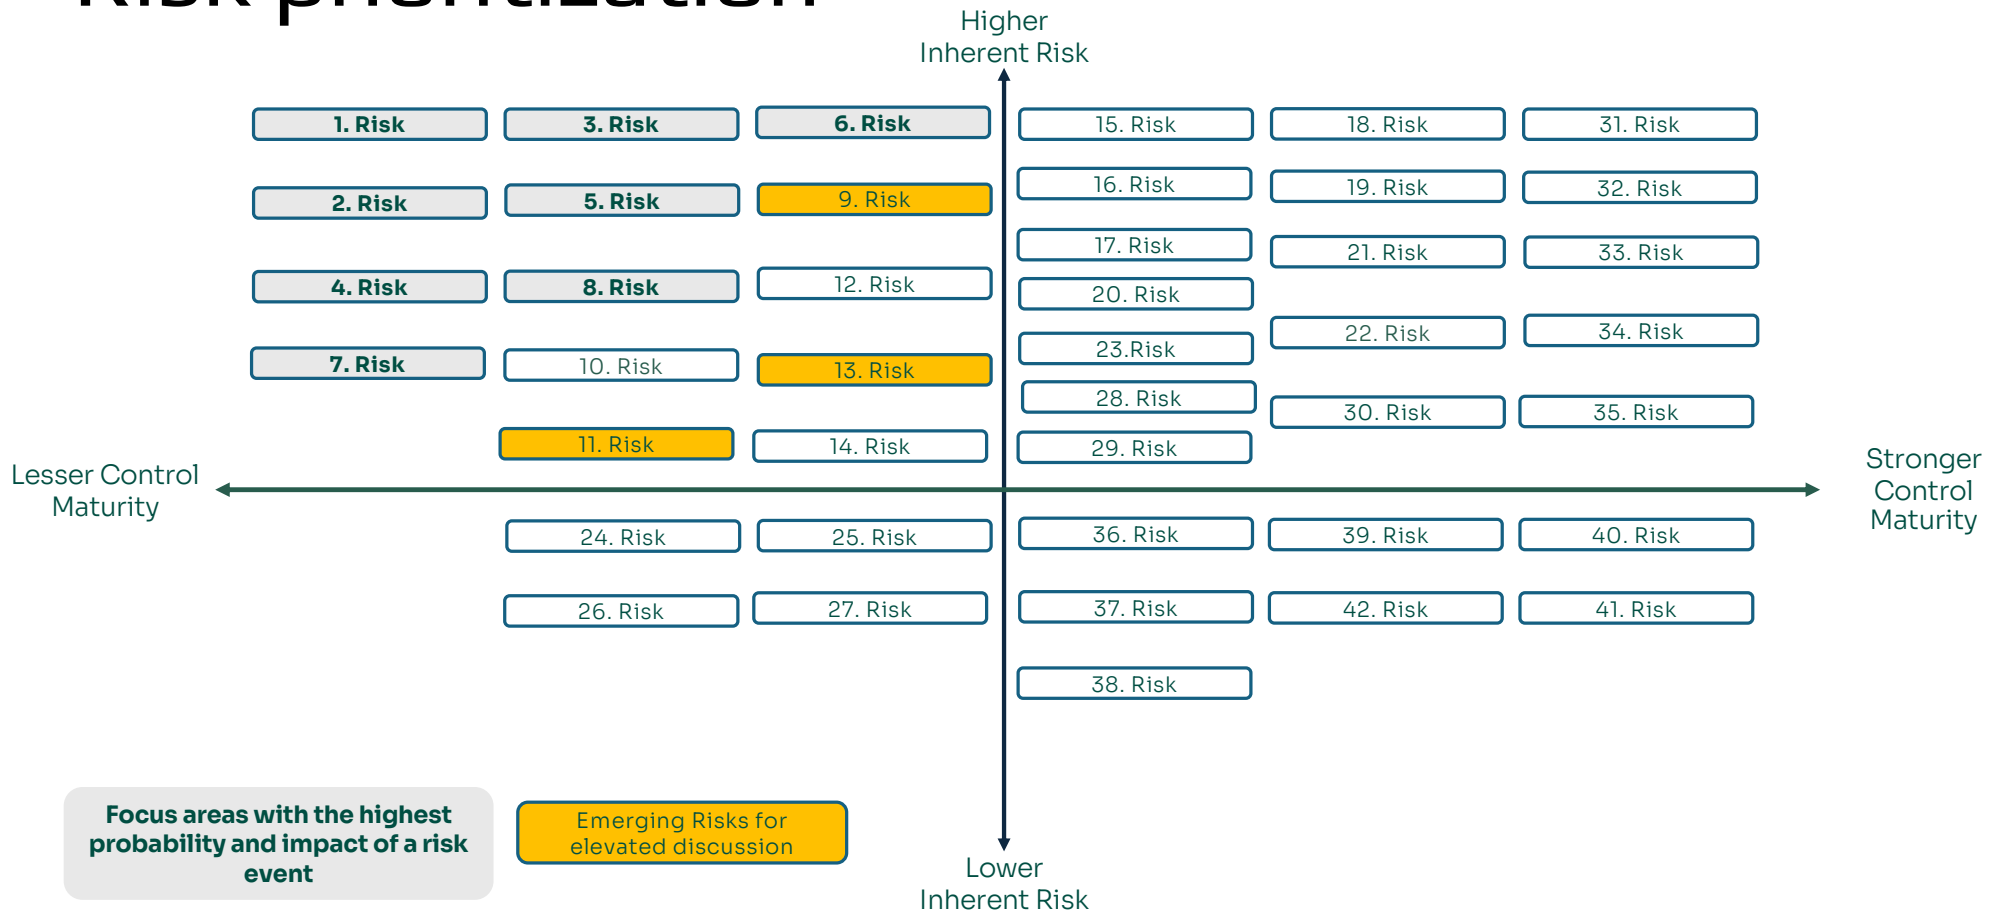 Risk prioritization
Higher
Inherent Risk
1. Risk
3. Risk
6. Risk
15. Risk
18. Risk
31. Risk
2. Risk
5. Risk
9. Risk
16. Risk
19. Risk
32. Risk
17. Risk
21. Risk
33. Risk
4. Risk
8. Risk
12. Risk
20. Risk
22. Risk
34. Risk
7. Risk
10. Risk
13. Risk
23.Risk
28. Risk
30. Risk
35. Risk
11. Risk
14. Risk
29. Risk
Lesser Control
Maturity
Stronger
Control
Maturity
24. Risk
25. Risk
36. Risk
39. Risk
40. Risk
26. Risk
27. Risk
37. Risk
42. Risk
41. Risk
38. Risk
Focus areas with the highest
probability and impact of a risk
event
Emerging Risks for
elevated discussion
Lower
Inherent Risk